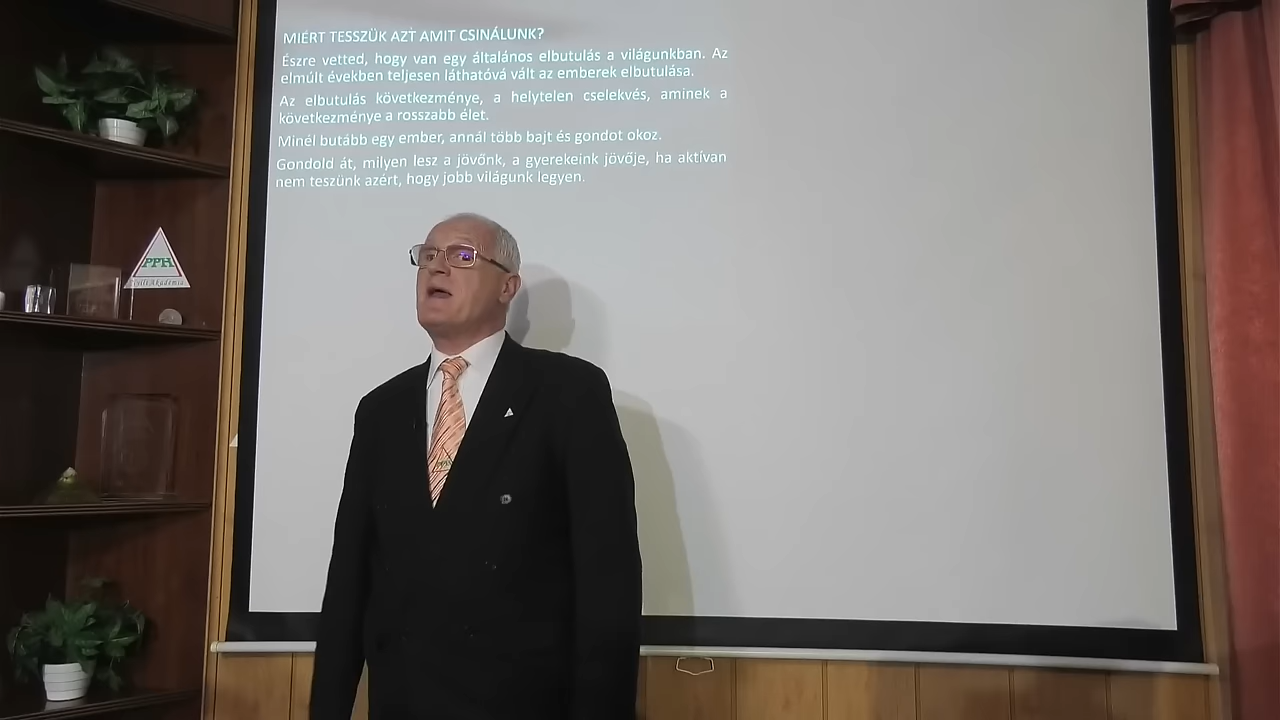 MIÉRT TESSZÜK AZT AMIT CSINÁLUNK?
Észre vetted, hogy van egy általános elbutulás a világunkban. Az
elmúlt években teljesen láthatóvá vált az emberek elbutulása.
Az elbutulás következménye, a helytelen cselekvés, aminek a
következménye a rosszabb élet.
Minél butább egy ember, annál több bajt és gondot okoz.
Gondold át, milyen lesz a jövőnk, a gyerekeink jövője, ha aktívan
nem teszünk azért, hogy jobb világunk legyen.
PPH
Akadémia
PPH